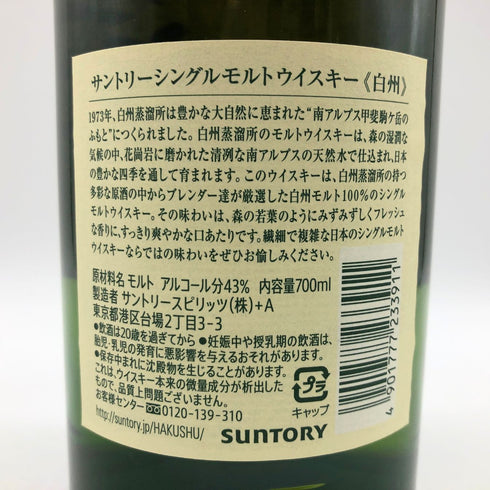 サントリーシングルモルトウイスキー《白州》
1973年、白州蒸溜所は豊かな大自然に恵まれた"南アルプス甲斐駒ケ岳の
ふもと"につくられました。白州蒸溜所のモルトウイスキーは、森の湿潤な
気候の中、花崗岩に磨かれた清冽な南アルプスの天然水で仕込まれ、日本
の豊かな四季を通して育まれます。このウイスキーは、白州蒸溜所の持つ
多彩な原酒の中からブレンダー達が厳選した白州モルト100%のシングル
モルトウイスキー。その味わいは、森の若葉のようにみずみずしくフレッシュ
な香りに、すっきり爽やかな口あたりです。繊細で複雑な日本のシングルモルト
ウイスキーならではの味わいをぜひお愉しみください。
原材料名 モルト アルコール分43% 内容量700ml
製造者 サントリースピリッツ(株)+A
東京都港区台場2丁目3-3
●飲酒は20歳を過ぎてから ●妊娠中や授乳期の飲酒は、
胎児・乳児の発育に悪影響を与えるおそれがあります。
●保存中まれに沈殿物を生じることがあります。
これは、ウイスキー本来の微量成分が析出した
もので、品質上問題ございません。
お客様センター 0120-139-310
http://suntory.jp/HAKUSHU/
SUNTORY
プラ
キャップ
4 901777 233911